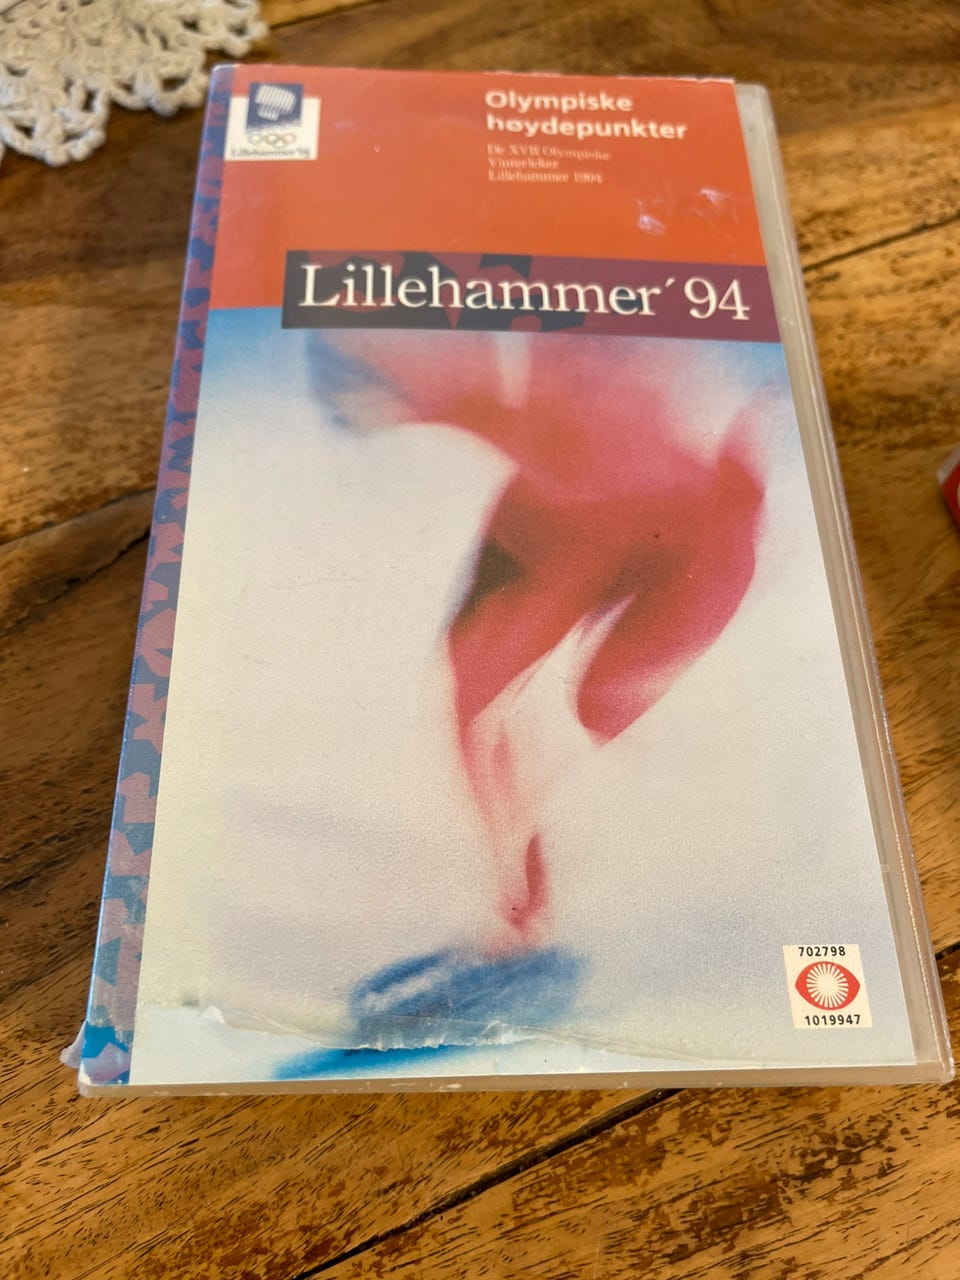 Lillehammer '94
Olympiske
høydepunkter
De XVII Olympiske
Vinterleker
Lillehammer 1994
Lillehammer´94
702798
1019947